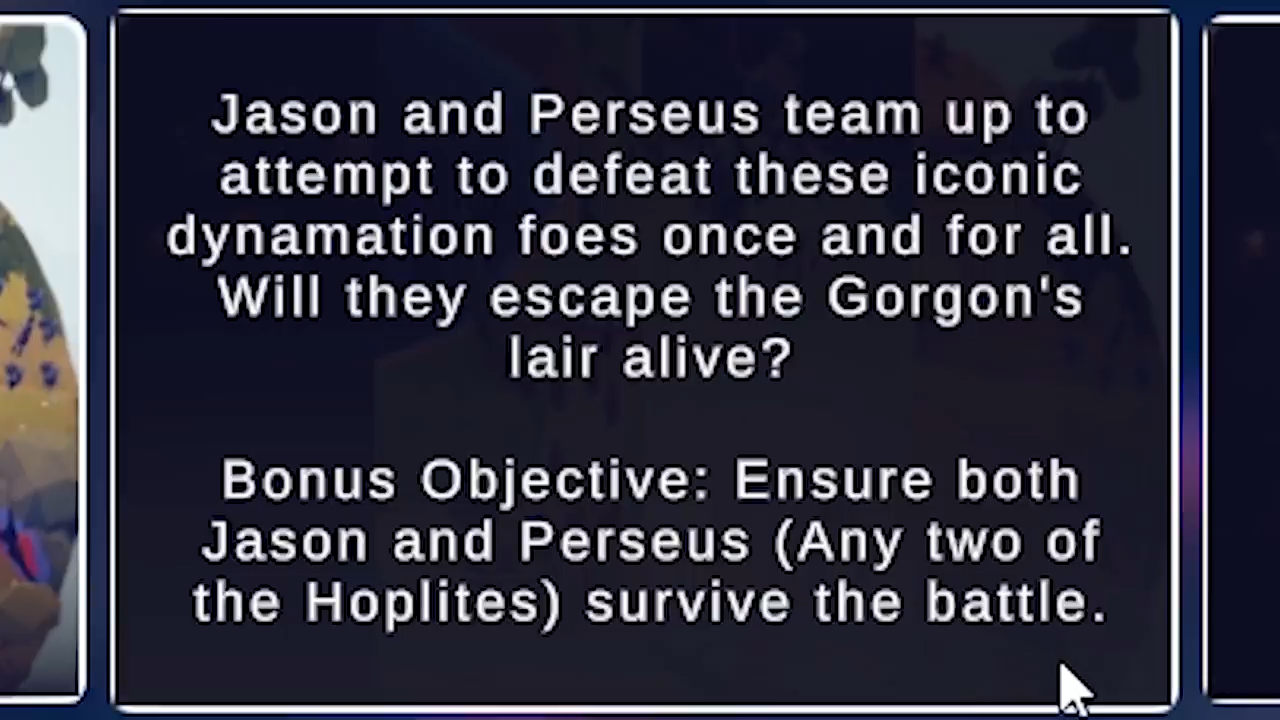 Jason and Perseus team up to
attempt to defeat these iconic
dynamation foes once and for all.
Will they escape the Gorgon's
lair alive?
Bonus Objective: Ensure both
Jason and Perseus (Any two of
the Hoplites) survive the battle.